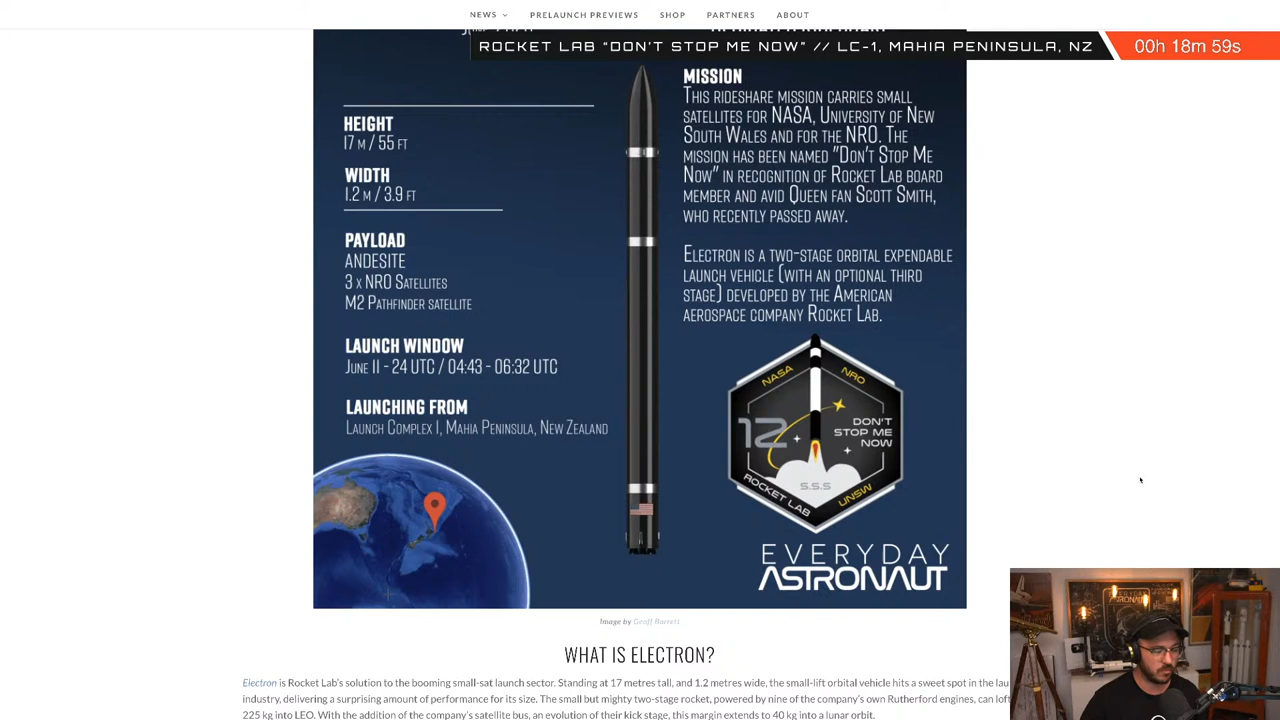 NEWS
PRELAUNCH PREVIEWS
SHOP
PARTNERS
ABOUT
ROCKET LAB “DON’T STOP ME NOW” // LC-1, MAHIA PENINSULA, NZ
00h 18m 59s
HEIGHT
17 M / 55 FT
WIDTH
1.2 M / 3.9 FT
PAYLOAD
ANDESITE
3 X NRO SATELLITES
M2 PATHFINDER SATELLITE
LAUNCH WINDOW
JUNE 11 - 24 UTC / 04:43 - 06:32 UTC
LAUNCHING FROM
LAUNCH COMPLEX 1, MAHIA PENINSULA, NEW ZEALAND
MISSION
THIS RIDESHARE MISSION CARRIES SMALL
SATELLITES FOR NASA, UNIVERSITY OF NEW
SOUTH WALES AND FOR THE NRO. THE
MISSION HAS BEEN NAMED "DON'T STOP ME
NOW" IN RECOGNITION OF ROCKET LAB BOARD
MEMBER AND AVID QUEEN FAN SCOTT SMITH,
WHO RECENTLY PASSED AWAY.
ELECTRON IS A TWO-STAGE ORBITAL EXPENDABLE
LAUNCH VEHICLE (WITH AN OPTIONAL THIRD
STAGE) DEVELOPED BY THE AMERICAN
AEROSPACE COMPANY ROCKET LAB.
NASA
NRO
12
DON'T
STOP ME
NOW
S.S.S
ROCKET LAB
UNSW
EVERYDAY
ASTRONAUT
Image by Geoff Barrett
WHAT IS ELECTRON?
Electron is Rocket Lab's solution to the booming small-sat launch sector. Standing at 17 metres tall, and 1.2 metres wide, the small-lift orbital vehicle hits a sweet spot in the lau
industry, delivering a surprising amount of performance for its size. The small but mighty two-stage rocket, powered by nine of the company's own Rutherford engines, can lof
225 kg into LEO. With the addition of the company's satellite bus, an evolution of their kick stage, this margin extends to 40 kg into a lunar orbit.